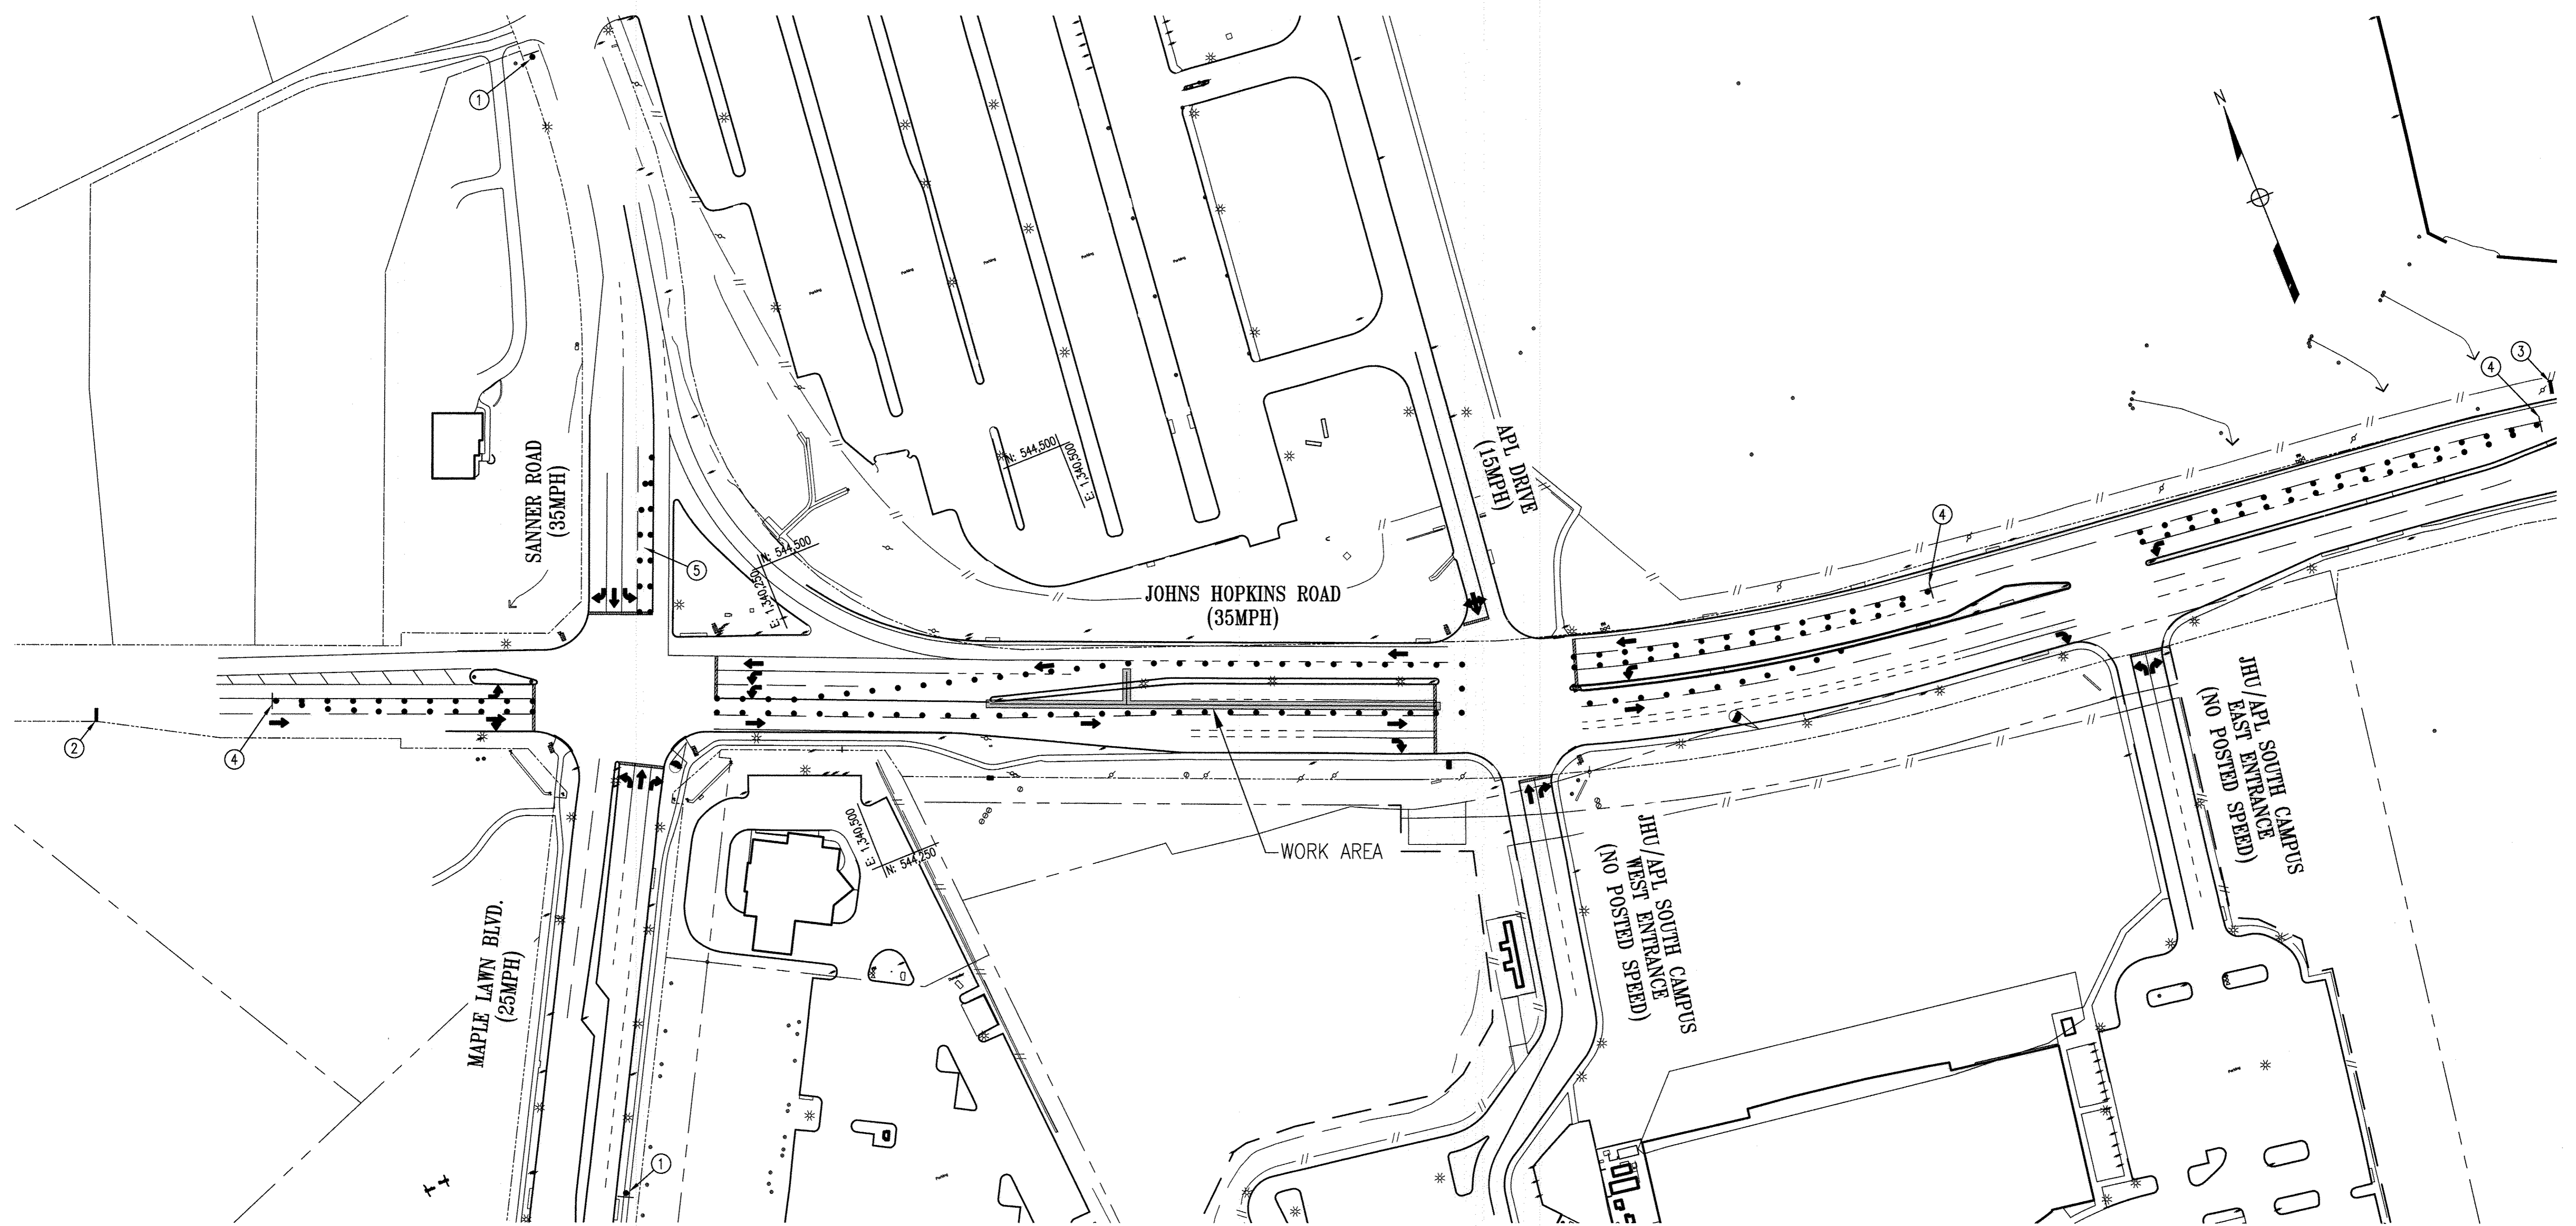 1
N
3
4
SANNER ROAD
(35MPH)
N: 544,500
E: 1,340,500
APL DRIVE
(15MPH)
4
5
N: 544,500
E: 1,340,250
JOHNS HOPKINS ROAD
(35MPH)
2
4
JHU/APL SOUTH CAMPUS
EAST ENTRANCE
(NO POSTED SPEED)
E: 1,340,500
N: 544,250
WORK AREA
JHU/APL SOUTH CAMPUS
WEST ENTRANCE
(NO POSTED SPEED)
MAPLE LAWN BLVD.
(25MPH)
1